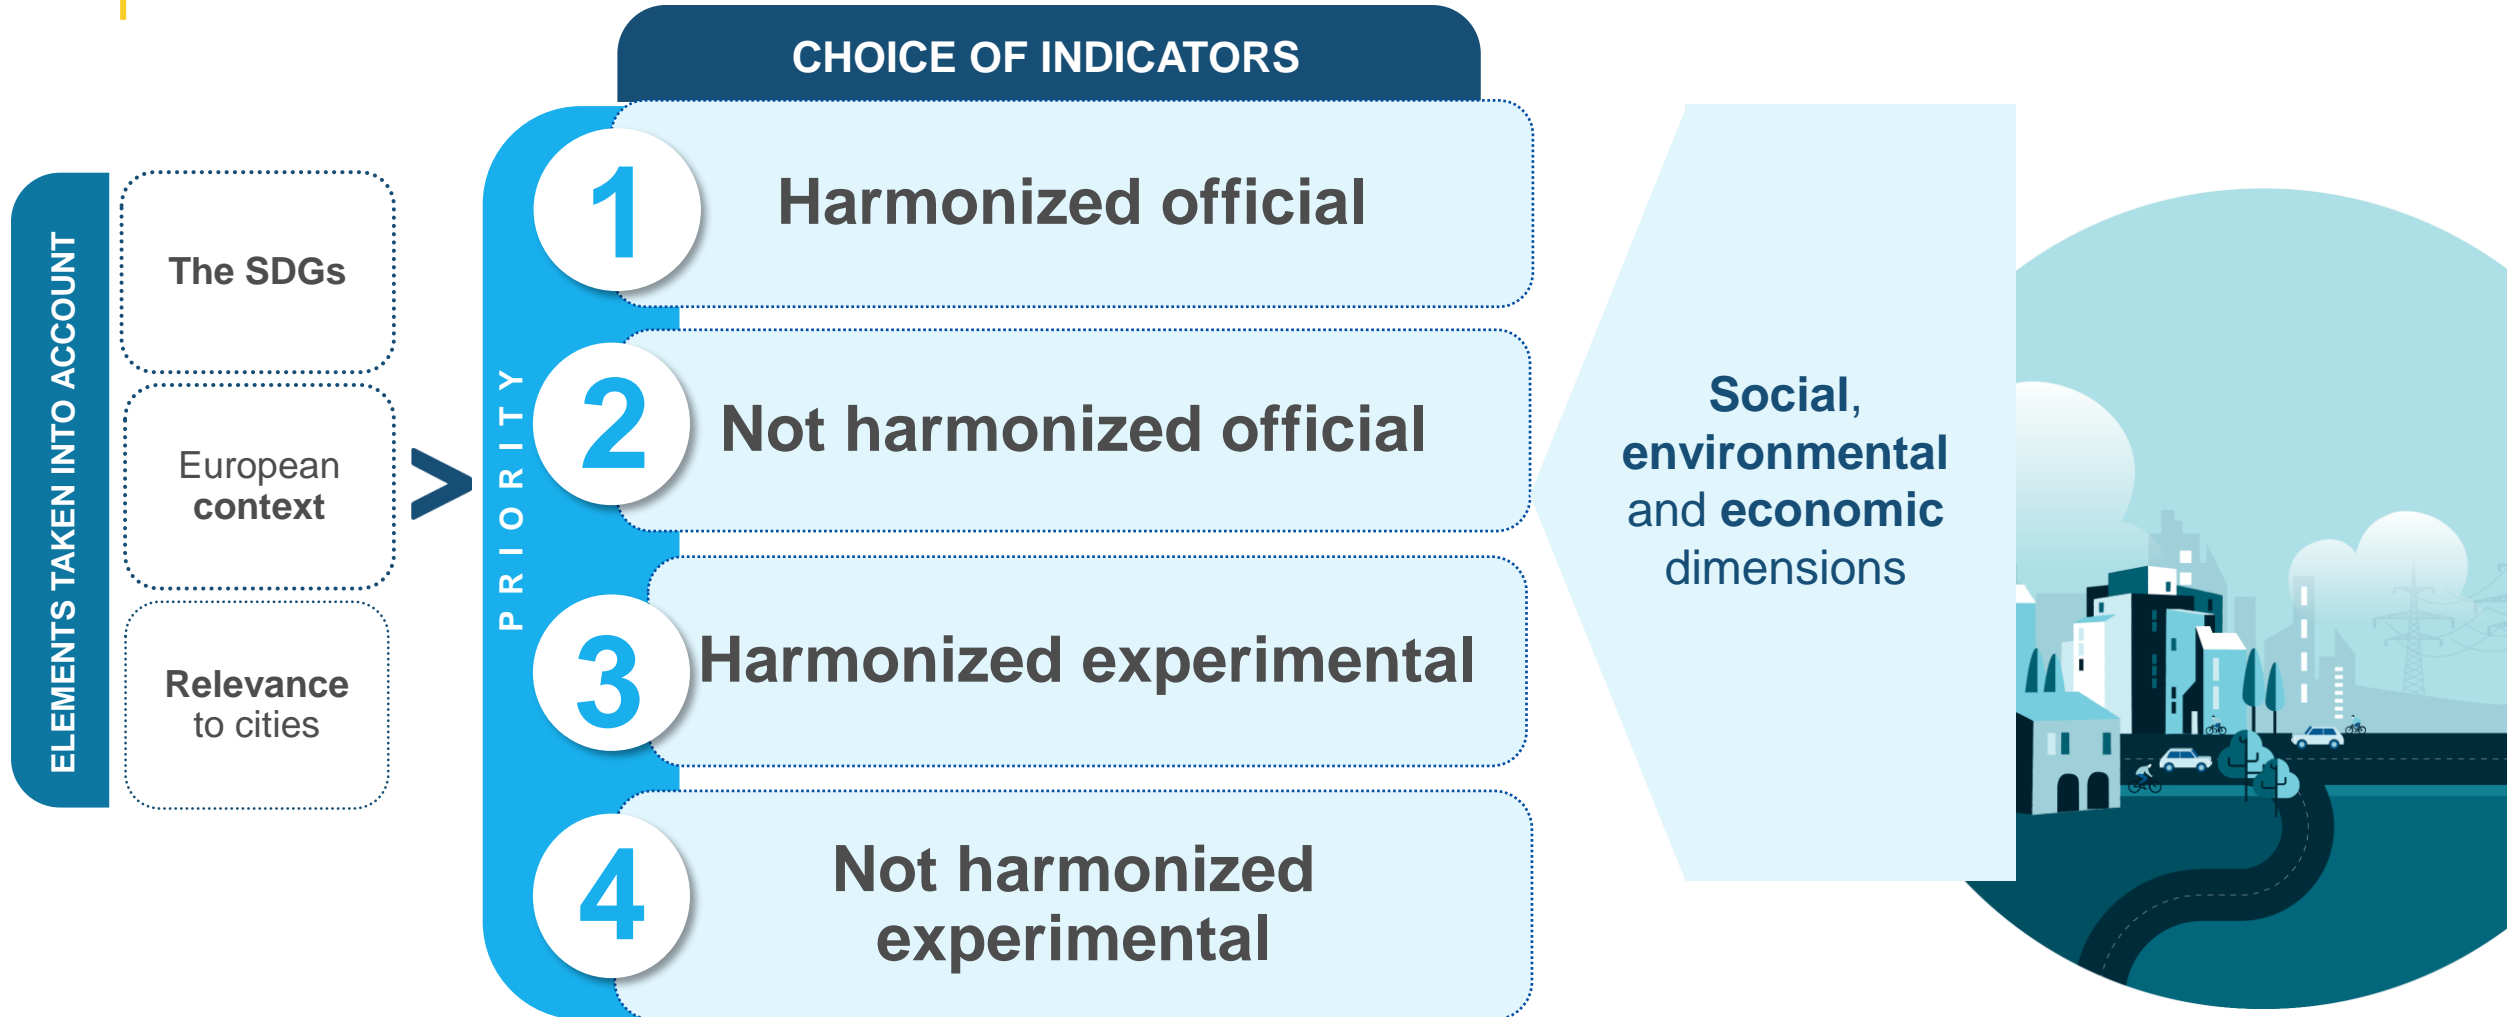 CHOICE OF INDICATORS
ELEMENTS TAKEN INTO ACCOUNT
The SDGs
European
context
Relevance
to cities
>
PRIORITY
1
Harmonized official
2
Not harmonized official
3
Harmonized experimental
4
Not harmonized
experimental
Social,
environmental
and economic
dimensions